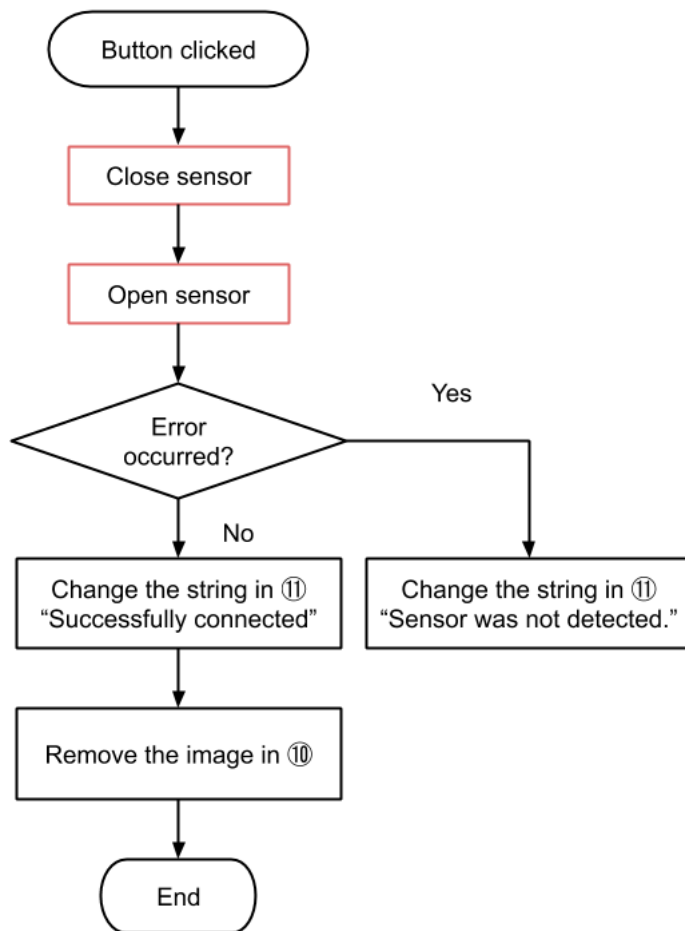 Button clicked
Close sensor
Open sensor
Yes
Error
occurred?
No
Change the string in ⑪
“Successfully connected”
Change the string in ⑪
“Sensor was not detected.”
Remove the image in ⑩
End